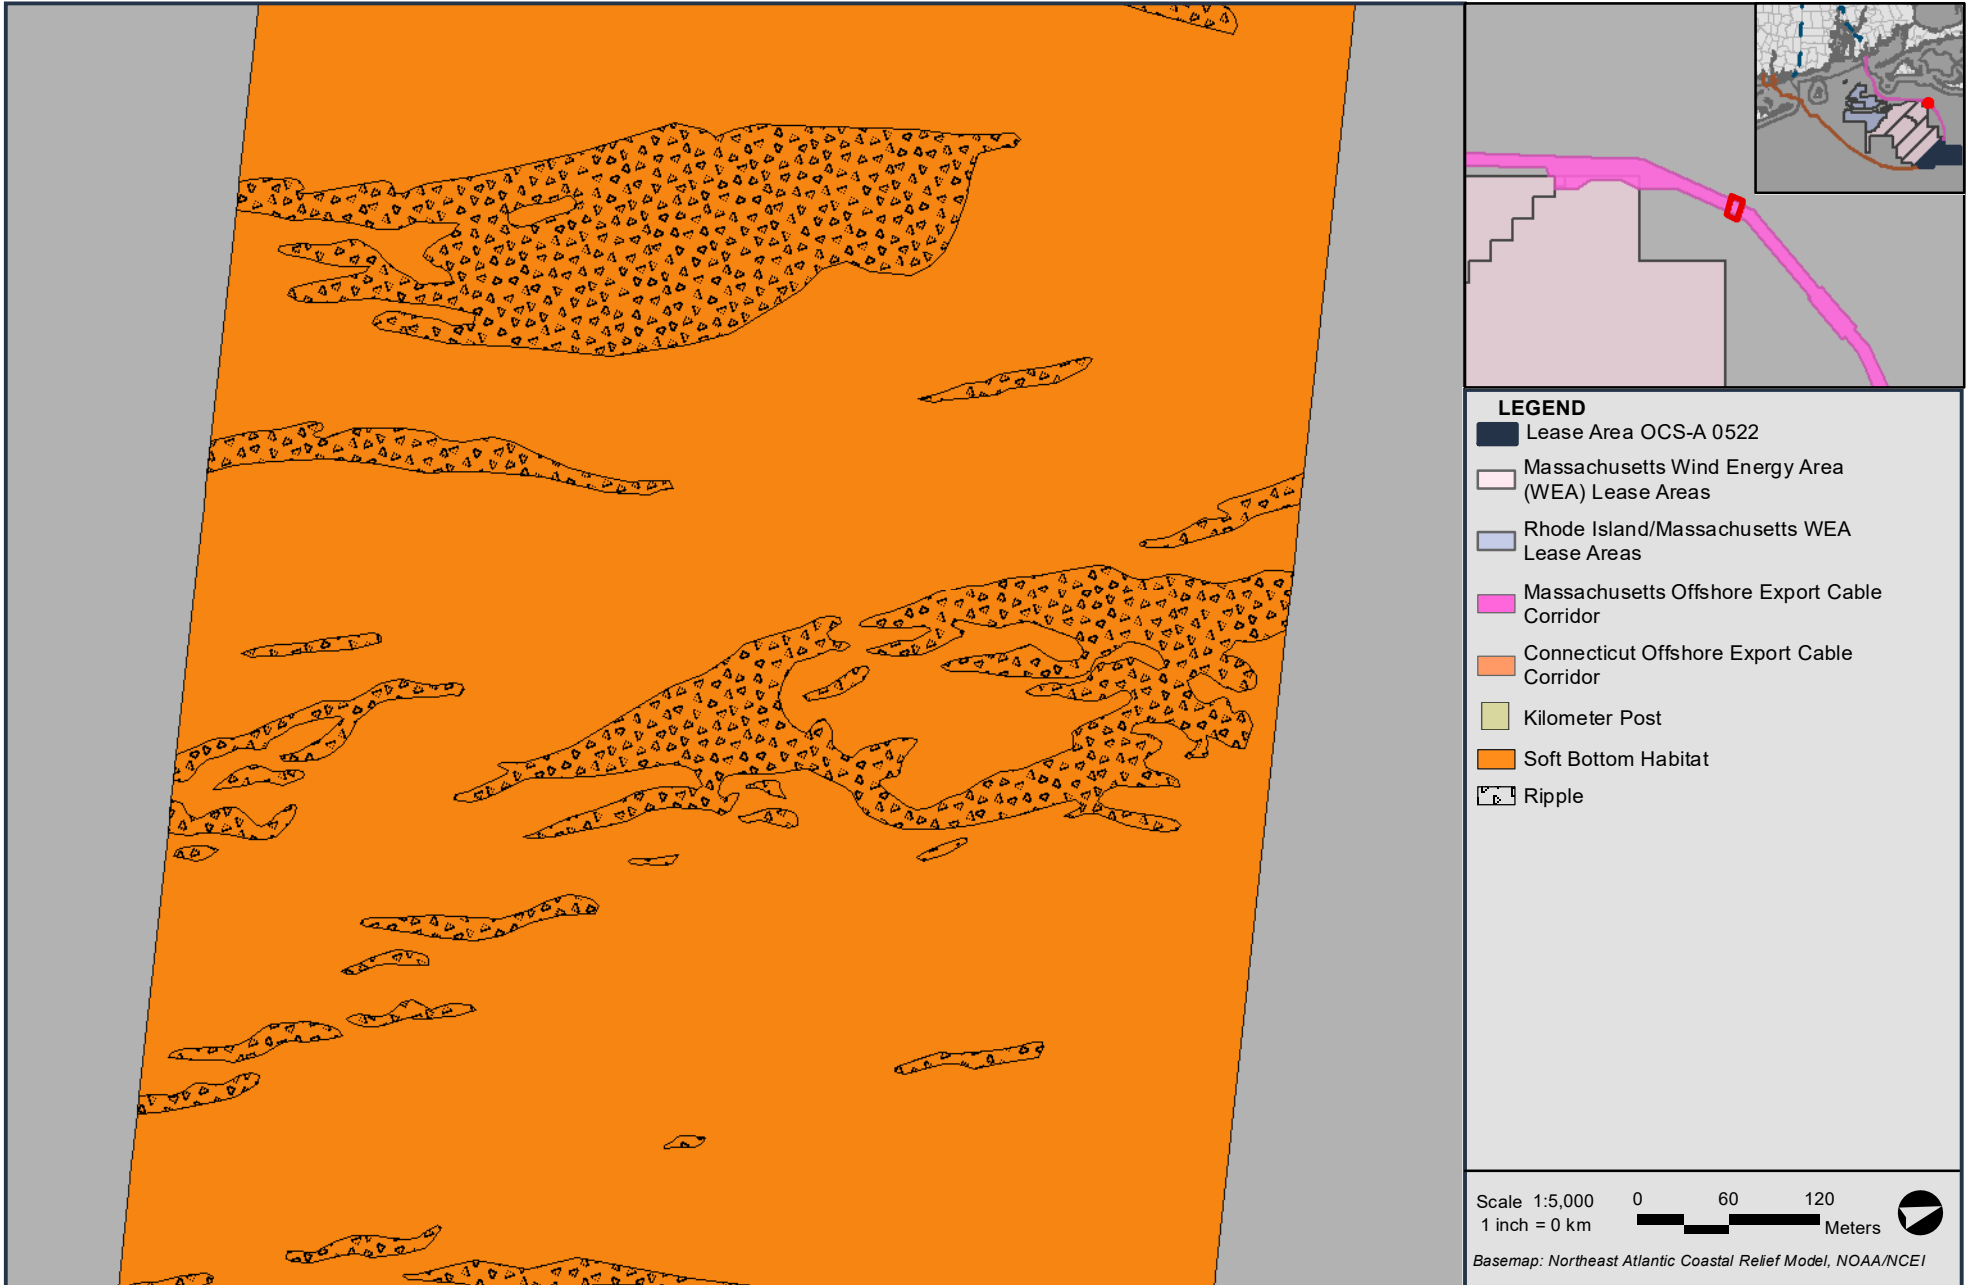 LEGEND
Lease Area OCS-A 0522
Massachusetts Wind Energy Area
(WEA) Lease Areas
Rhode Island/Massachusetts WEA
Lease Areas
Massachusetts Offshore Export Cable
Corridor
Connecticut Offshore Export Cable
Corridor
Kilometer Post
Soft Bottom Habitat
Ripple
Scale 1:5,000
1 inch = 0 km
0 60 120
Meters
Basemap: Northeast Atlantic Coastal Relief Model, NOAA/NCEI